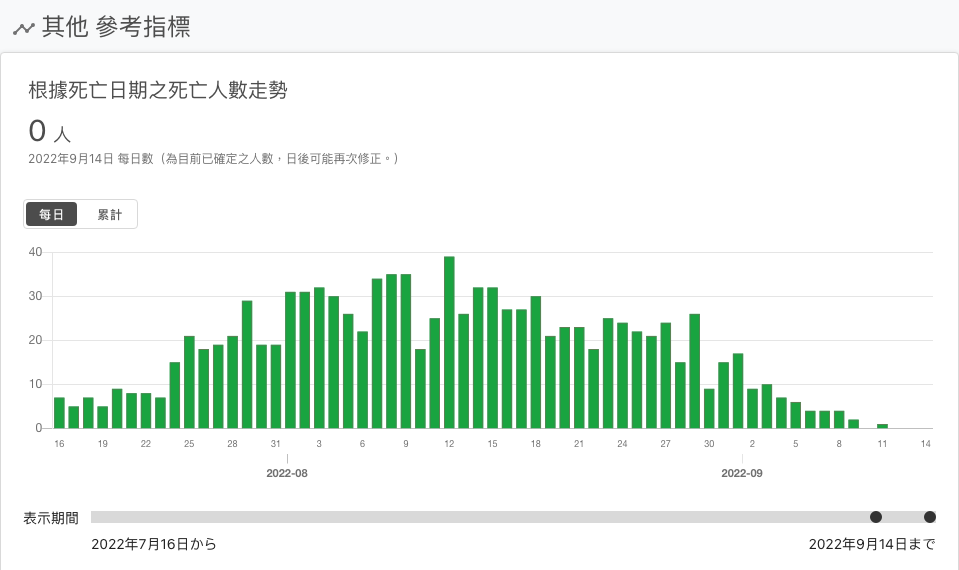 其他 參考指標
根據死亡日期之死亡人數走勢
0 人
2022年9月14日 每日數（為目前已確定之人數，日後可能再次修正。）
每日 累計
40
30
20
10
0
16 19 22 25 28 31 3 6 9 12 15 18 21 24 27 30 2 5 8 11 14
2022-08 2022-09
表示期間
2022年7月16日から 2022年9月14日まで